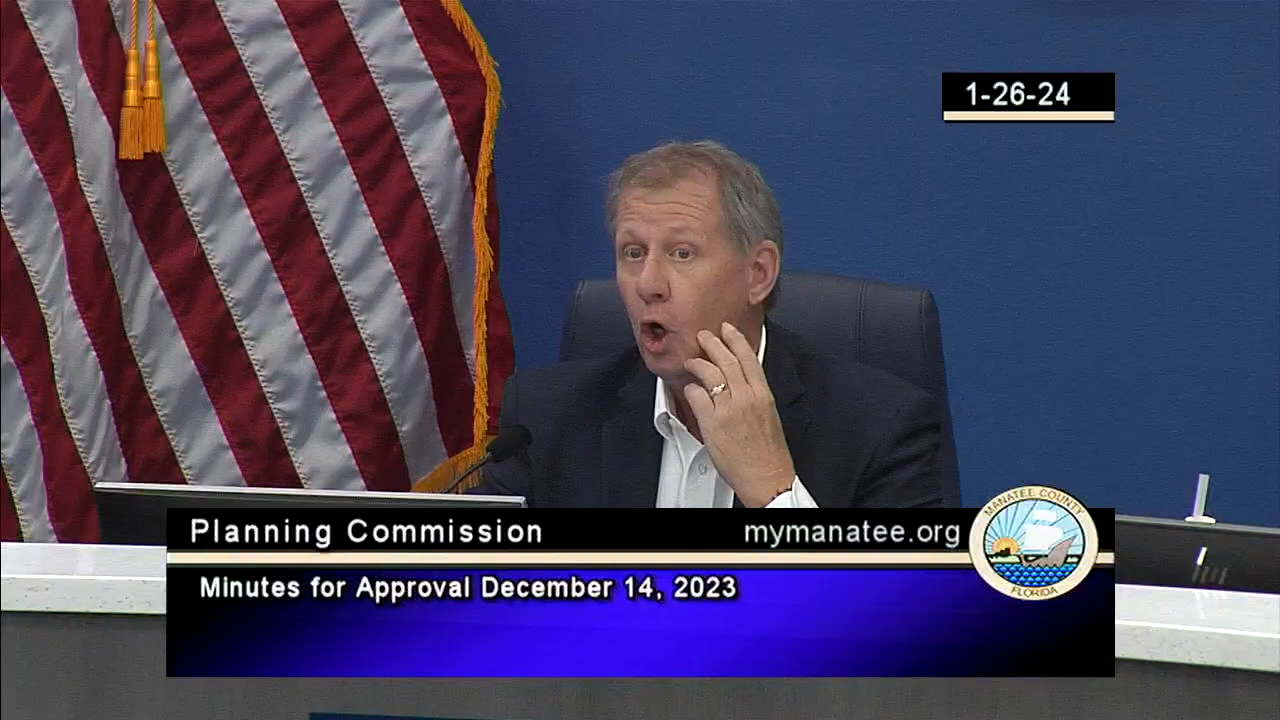 1-26-24
Planning Commission
mymanatee.org
MANATEE COUNTY
FLORIDA
Minutes for Approval December 14, 2023